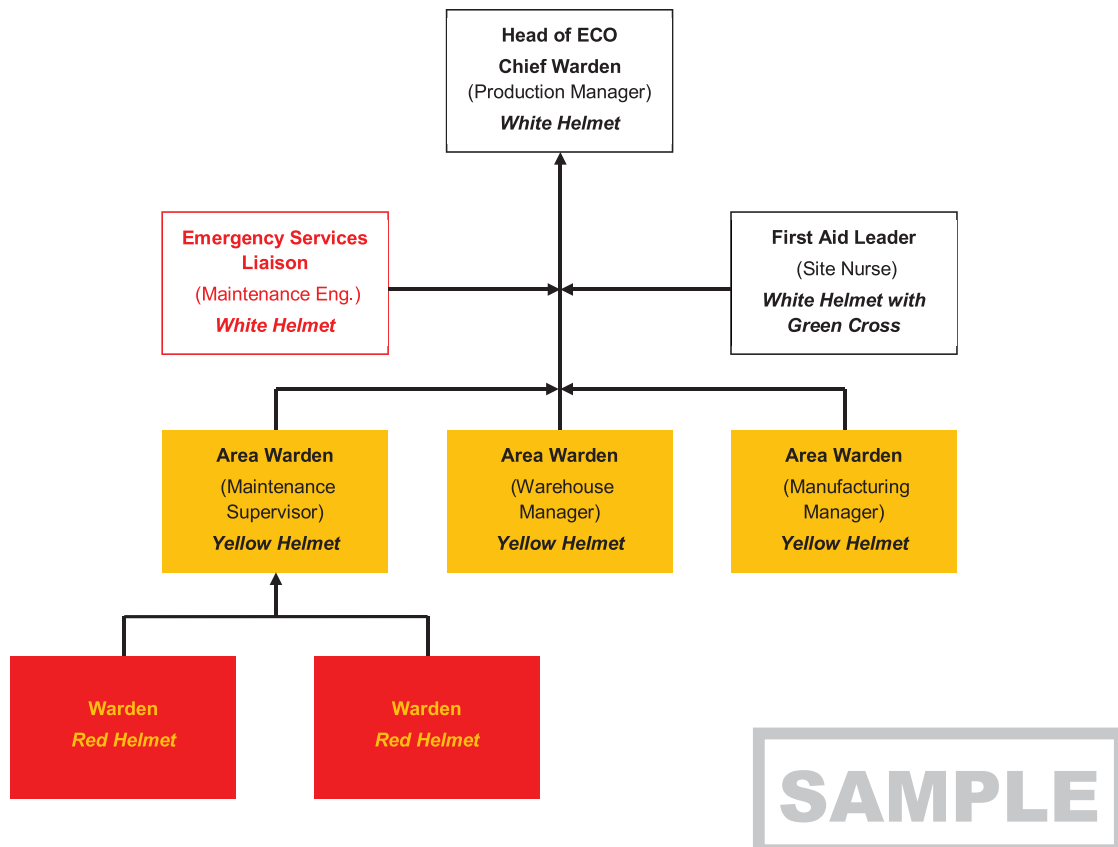 Head of ECO
Chief Warden
(Production Manager)
White Helmet
Emergency Services
Liaison
(Maintenance Eng.)
White Helmet
First Aid Leader
(Site Nurse)
White Helmet with
Green Cross
Area Warden
(Maintenance
Supervisor)
Yellow Helmet
Area Warden
(Warehouse
Manager)
Yellow Helmet
Area Warden
(Manufacturing
Manager)
Yellow Helmet
Warden
Red Helmet
Warden
Red Helmet
SAMPLE